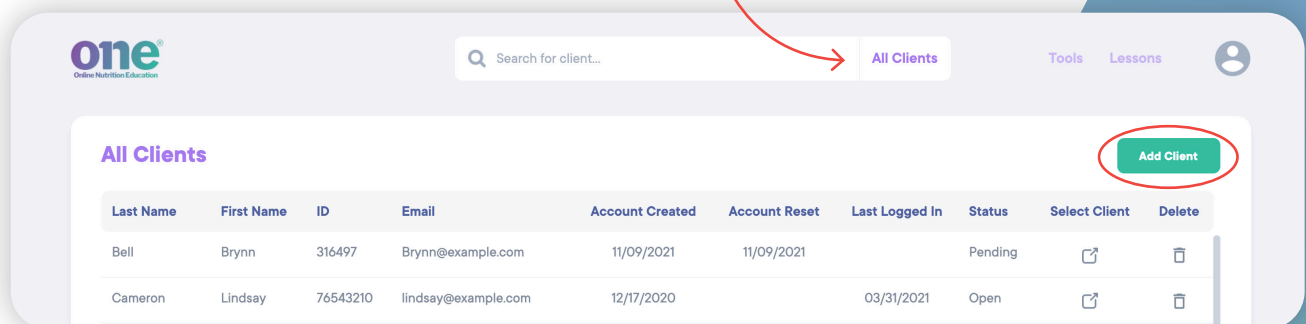 one®
Online Nutrition Education
Search for client...
All Clients
Tools Lessons
All Clients
Add Client
Last Name First Name ID Email Account Created Account Reset Last Logged In Status Select Client Delete
Bell Brynn 316497 Brynn@example.com 11/09/2021 11/09/2021 Pending
Cameron Lindsay 76543210 lindsay@example.com 12/17/2020 03/31/2021 Open